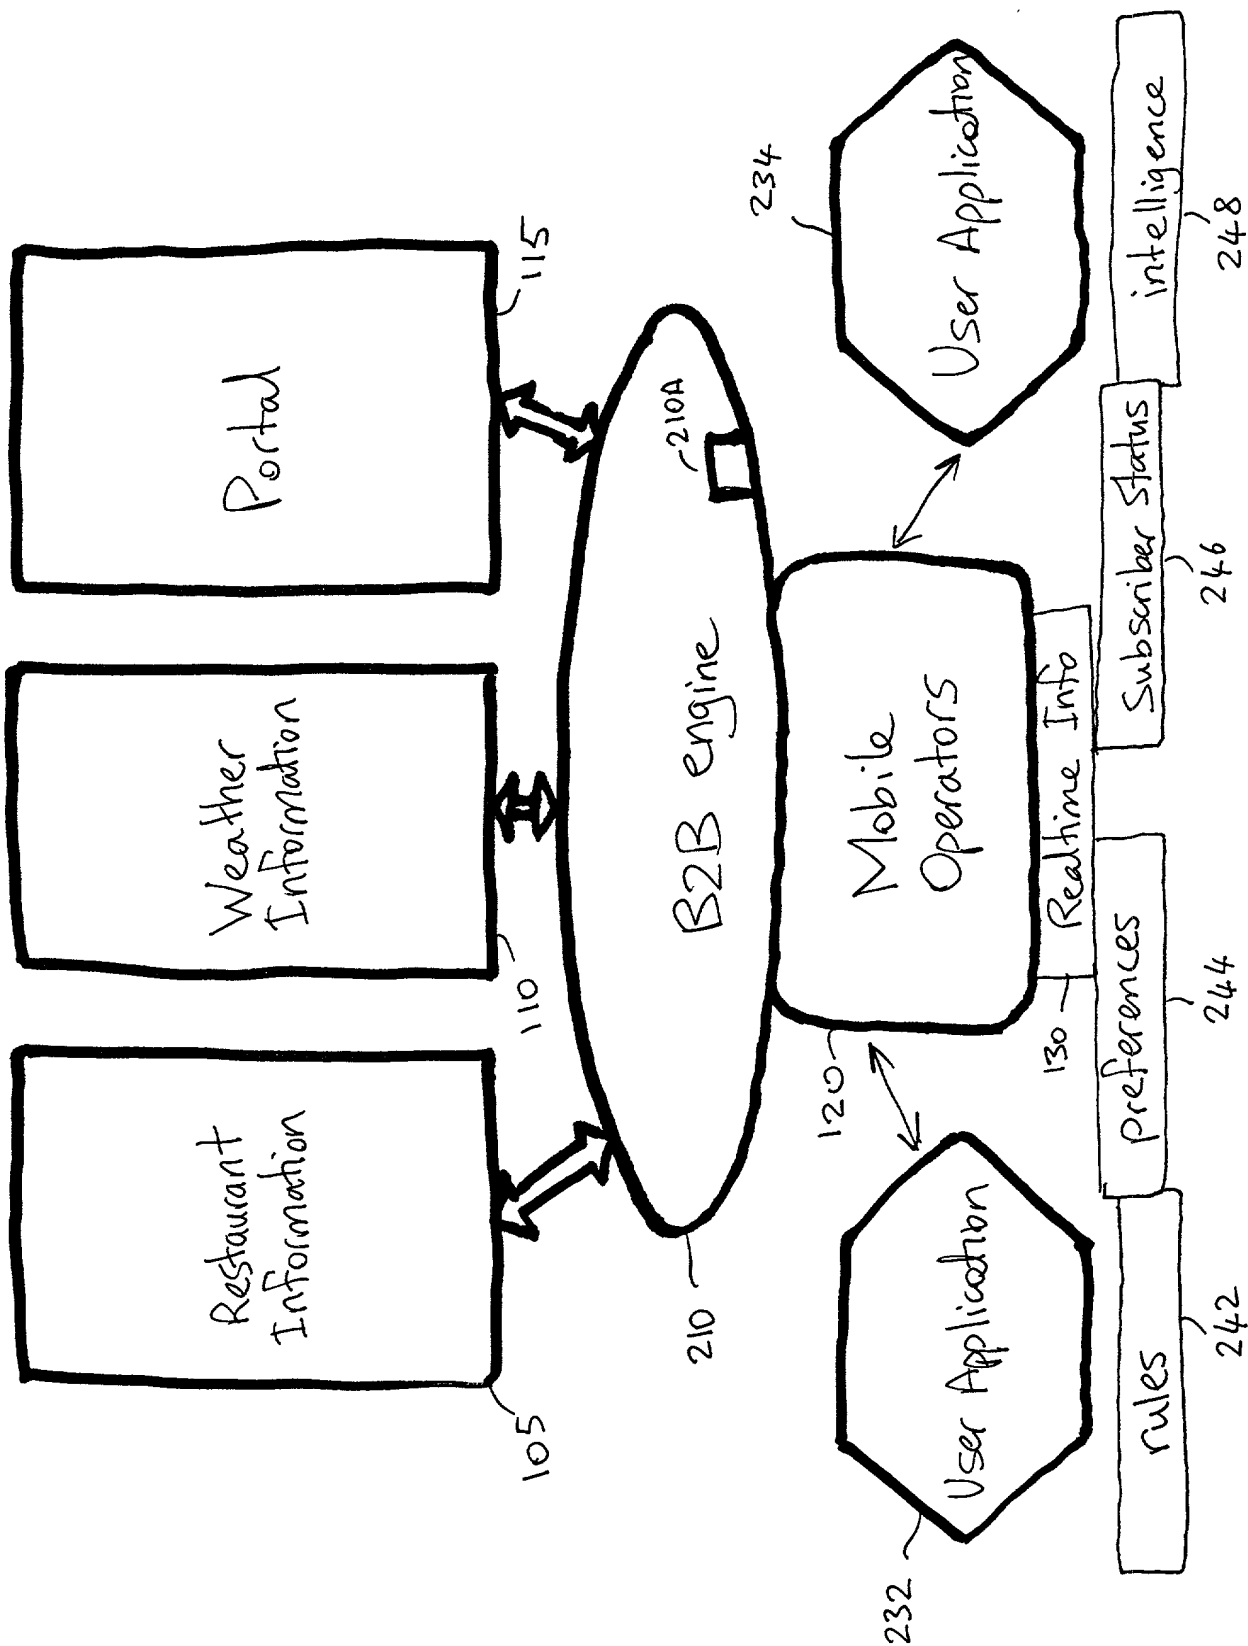 Restaurant
Information
105
Weather
Information
110
Portal
115
B2B engine
210
210A
Mobile
Operators
120
User Application
232
User Application
234
Realtime Info
130
rules
242
preferences
244
Subscriber Status
246
intelligence
248